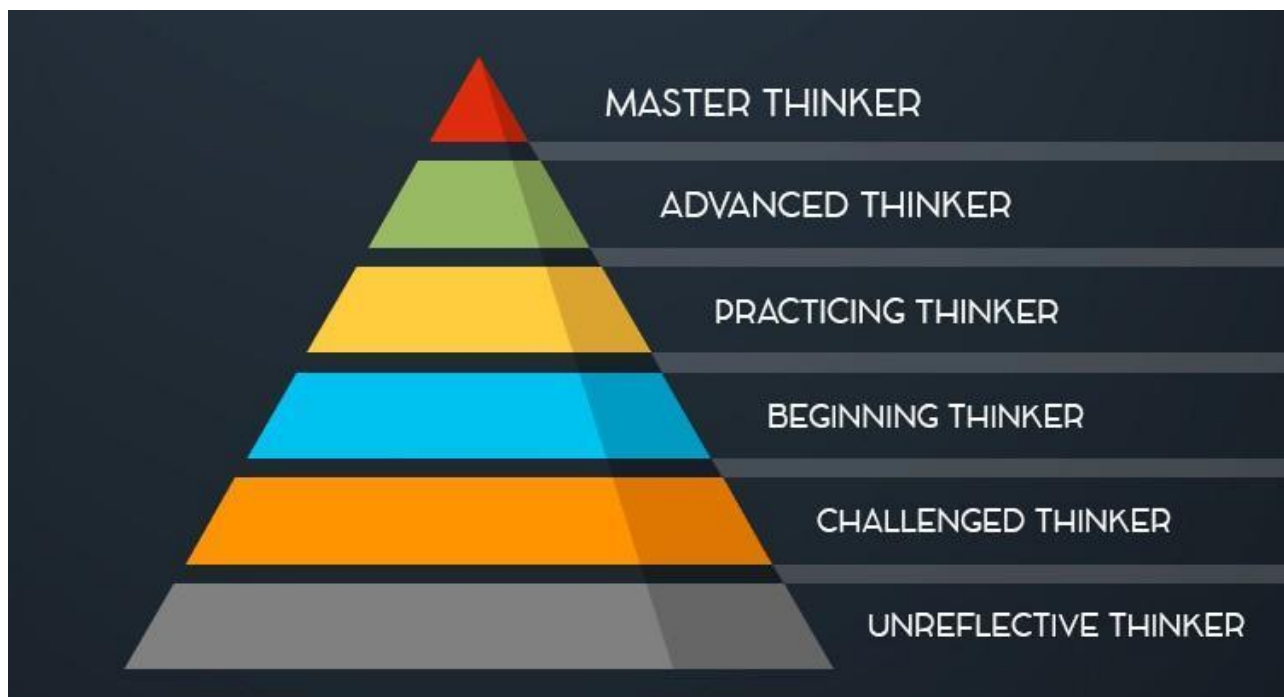 MASTER THINKER
ADVANCED THINKER
PRACTICING THINKER
BEGINNING THINKER
CHALLENGED THINKER
UNREFLECTIVE THINKER